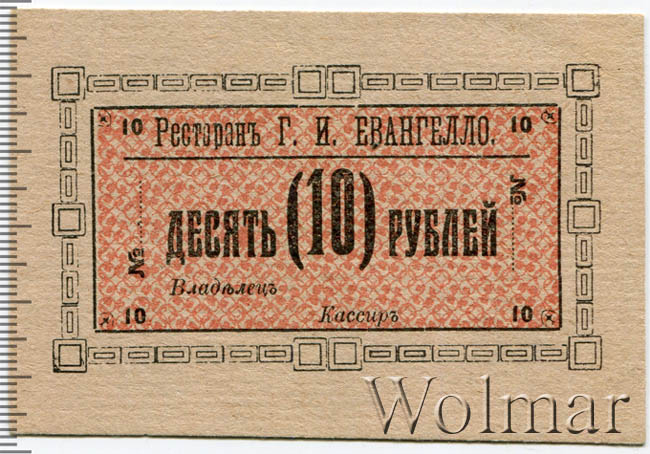 10 Ресторанъ Г. И. ЕВАНГЕЛЛО. 10
№ ДЕСЯТЬ (10) РУБЛЕЙ №
Владѣлецъ
10 Кассиръ 10
Wolmar